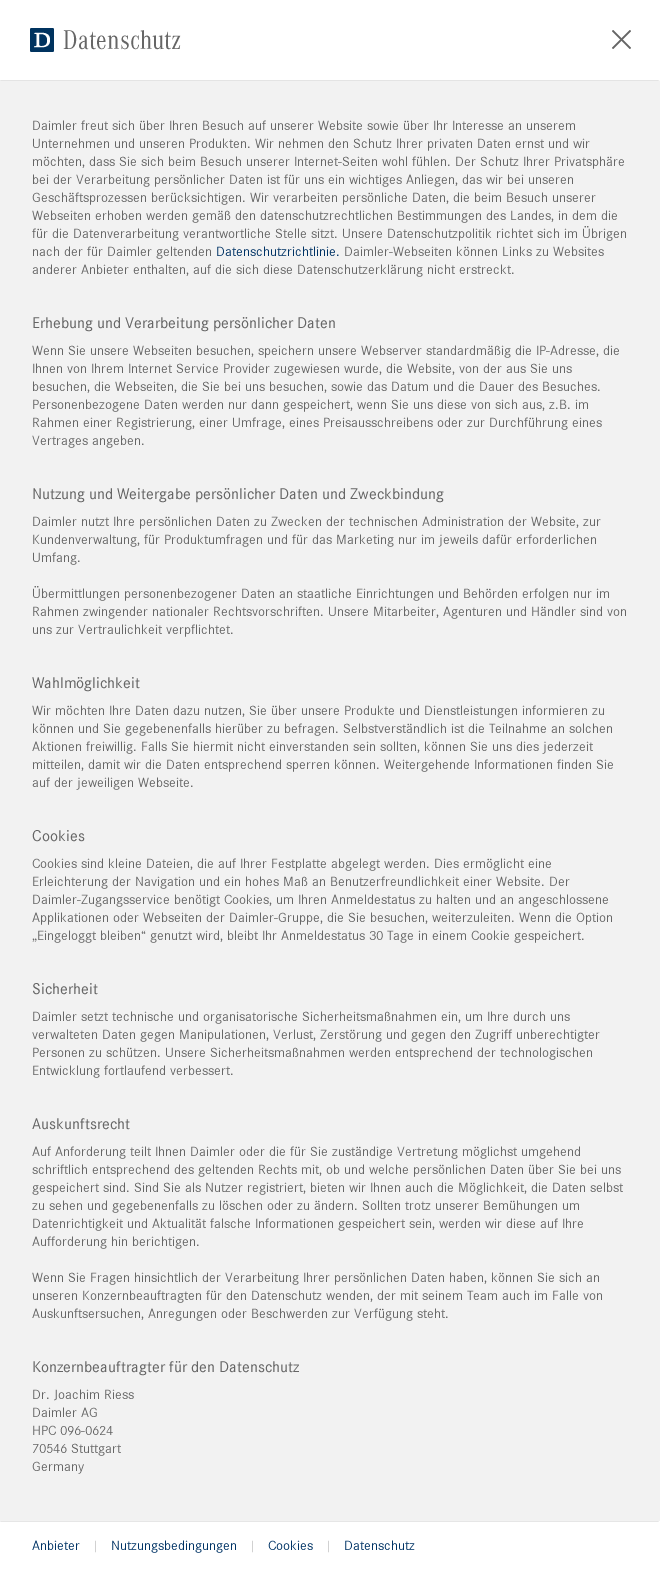 D Datenschutz
Daimler freut sich über Ihren Besuch auf unserer Website sowie über Ihr Interesse an unserem
Unternehmen und unseren Produkten. Wir nehmen den Schutz Ihrer privaten Daten ernst und wir
möchten, dass Sie sich beim Besuch unserer Internet-Seiten wohl fühlen. Der Schutz Ihrer Privatsphäre
bei der Verarbeitung persönlicher Daten ist für uns ein wichtiges Anliegen, das wir bei unseren
Geschäftsprozessen berücksichtigen. Wir verarbeiten persönliche Daten, die beim Besuch unserer
Webseiten erhoben werden gemäß den datenschutzrechtlichen Bestimmungen des Landes, in dem die
für die Datenverarbeitung verantwortliche Stelle sitzt. Unsere Datenschutzpolitik richtet sich im Übrigen
nach der für Daimler geltenden Datenschutzrichtlinie. Daimler-Webseiten können Links zu Websites
anderer Anbieter enthalten, auf die sich diese Datenschutzerklärung nicht erstreckt.
Erhebung und Verarbeitung persönlicher Daten
Wenn Sie unsere Webseiten besuchen, speichern unsere Webserver standardmäßig die IP-Adresse, die
Ihnen von Ihrem Internet Service Provider zugewiesen wurde, die Website, von der aus Sie uns
besuchen, die Webseiten, die Sie bei uns besuchen, sowie das Datum und die Dauer des Besuches.
Personenbezogene Daten werden nur dann gespeichert, wenn Sie uns diese von sich aus, z.B. im
Rahmen einer Registrierung, einer Umfrage, eines Preisausschreibens oder zur Durchführung eines
Vertrages angeben.
Nutzung und Weitergabe persönlicher Daten und Zweckbindung
Daimler nutzt Ihre persönlichen Daten zu Zwecken der technischen Administration der Website, zur
Kundenverwaltung, für Produktumfragen und für das Marketing nur im jeweils dafür erforderlichen
Umfang.
Übermittlungen personenbezogener Daten an staatliche Einrichtungen und Behörden erfolgen nur im
Rahmen zwingender nationaler Rechtsvorschriften. Unsere Mitarbeiter, Agenturen und Händler sind von
uns zur Vertraulichkeit verpflichtet.
Wahlmöglichkeit
Wir möchten Ihre Daten dazu nutzen, Sie über unsere Produkte und Dienstleistungen informieren zu
können und Sie gegebenenfalls hierüber zu befragen. Selbstverständlich ist die Teilnahme an solchen
Aktionen freiwillig. Falls Sie hiermit nicht einverstanden sein sollten, können Sie uns dies jederzeit
mitteilen, damit wir die Daten entsprechend sperren können. Weitergehende Informationen finden Sie
auf der jeweiligen Webseite.
Cookies
Cookies sind kleine Dateien, die auf Ihrer Festplatte abgelegt werden. Dies ermöglicht eine
Erleichterung der Navigation und ein hohes Maß an Benutzerfreundlichkeit einer Website. Der
Daimler-Zugangsservice benötigt Cookies, um Ihren Anmeldestatus zu halten und an angeschlossene
Applikationen oder Webseiten der Daimler-Gruppe, die Sie besuchen, weiterzuleiten. Wenn die Option
„Eingeloggt bleiben“ genutzt wird, bleibt Ihr Anmeldestatus 30 Tage in einem Cookie gespeichert.
Sicherheit
Daimler setzt technische und organisatorische Sicherheitsmaßnahmen ein, um Ihre durch uns
verwalteten Daten gegen Manipulationen, Verlust, Zerstörung und gegen den Zugriff unberechtigter
Personen zu schützen. Unsere Sicherheitsmaßnahmen werden entsprechend der technologischen
Entwicklung fortlaufend verbessert.
Auskunftsrecht
Auf Anforderung teilt Ihnen Daimler oder die für Sie zuständige Vertretung möglichst umgehend
schriftlich entsprechend des geltenden Rechts mit, ob und welche persönlichen Daten über Sie bei uns
gespeichert sind. Sind Sie als Nutzer registriert, bieten wir Ihnen auch die Möglichkeit, die Daten selbst
zu sehen und gegebenenfalls zu löschen oder zu ändern. Sollten trotz unserer Bemühungen um
Datenrichtigkeit und Aktualität falsche Informationen gespeichert sein, werden wir diese auf Ihre
Aufforderung hin berichtigen.
Wenn Sie Fragen hinsichtlich der Verarbeitung Ihrer persönlichen Daten haben, können Sie sich an
unseren Konzernbeauftragten für den Datenschutz wenden, der mit seinem Team auch im Falle von
Auskunftsersuchen, Anregungen oder Beschwerden zur Verfügung steht.
Konzernbeauftragter für den Datenschutz
Dr. Joachim Riess
Daimler AG
HPC 096-0624
70546 Stuttgart
Germany
Anbieter | Nutzungsbedingungen | Cookies | Datenschutz